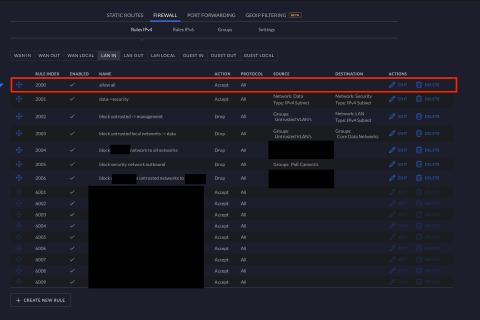 STATIC ROUTES FIREWALL PORT FORWARDING GEOIP FILTERING BETA
Rules IPv4 Rules IPv6 Groups Settings
WAN IN WAN OUT WAN LOCAL LAN IN LAN OUT LAN LOCAL GUEST IN GUEST OUT GUEST LOCAL
RULE INDEX ENABLED NAME ACTION PROTOCOL SOURCE DESTINATION ACTIONS
2000 allow all Accept All EDIT DELETE
2001 data->security Accept All Network: Data Type: IPv4 Subnet Network: Security Type: IPv4 Subnet EDIT DELETE
2002 block untrusted -> management Drop All Groups: Untrusted VLAN's Network: LAN Type: IPv4 Subnet EDIT DELETE
2003 block untrusted local networks -> data Drop All Groups: Untrusted VLAN's Groups: Core Data Networks EDIT DELETE
2004 block network to all networks Drop All EDIT DELETE
2005 block security network outbound Drop All Groups: PoE Cameras EDIT DELETE
2006 block untrusted networks to Drop All EDIT DELETE
6001 Accept All EDIT DELETE
6002 Accept All EDIT DELETE
6003 Accept All EDIT DELETE
6004 Accept All EDIT DELETE
6005 Accept All EDIT DELETE
6006 Accept All EDIT DELETE
6007 Accept All EDIT DELETE
6008 Accept All EDIT DELETE
6009 Accept All EDIT DELETE
+ CREATE NEW RULE